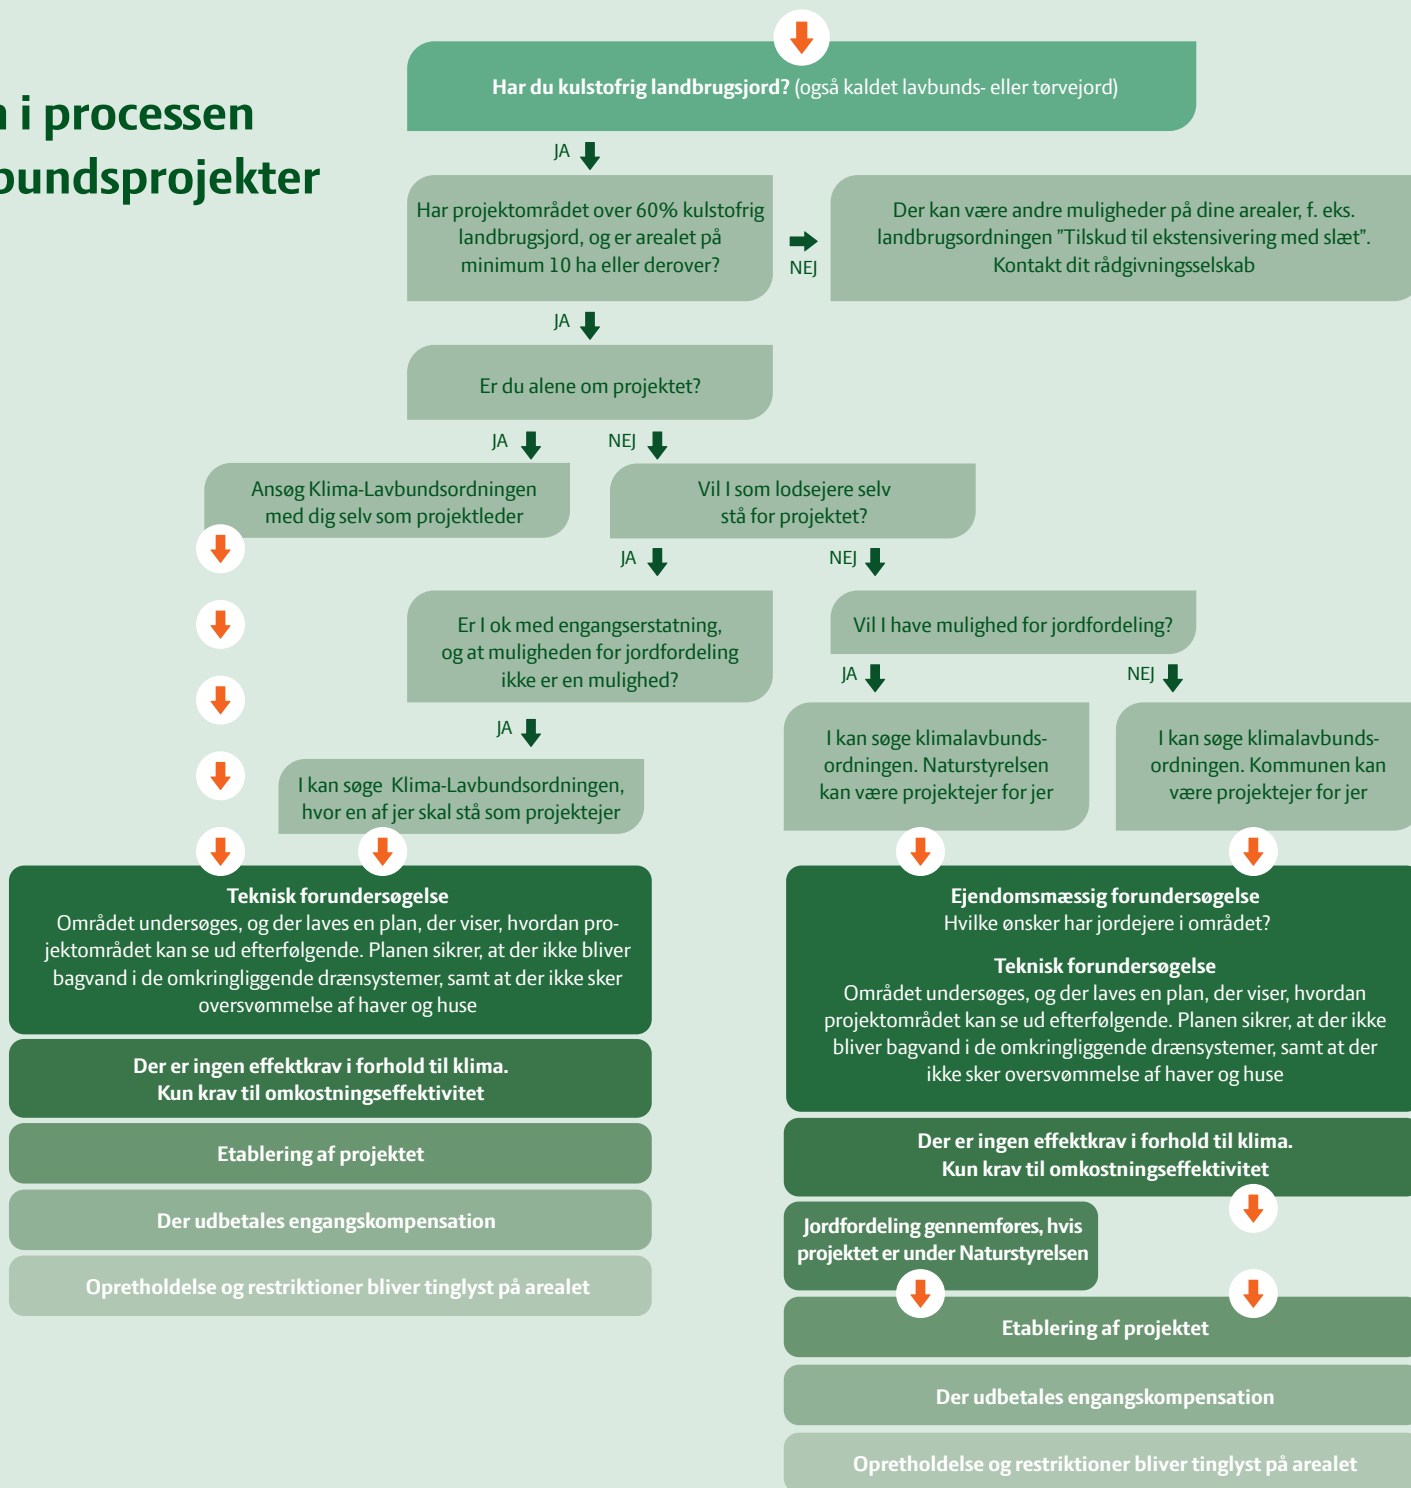 i processen
bundsprojekter
Har du kulstofrig landbrugsjord? (også kaldet lavbunds- eller tørvejord)
JA
Har projektområdet over 60% kulstofrig
landbrugsjord, og er arealet på
minimum 10 ha eller derover?
NEJ
Der kan være andre muligheder på dine arealer, f. eks.
landbrugsordningen "Tilskud til ekstensivering med slæt".
Kontakt dit rådgivningsselskab
JA
Er du alene om projektet?
JA
NEJ
Ansøg Klima-Lavbundsordningen
med dig selv som projektleder
Vil I som lodsejere selv
stå for projektet?
JA
NEJ
Er I ok med engangserstatning,
og at muligheden for jordfordeling
ikke er en mulighed?
Vil I have mulighed for jordfordeling?
JA
NEJ
JA
I kan søge Klima-Lavbundsordningen,
hvor en af jer skal stå som projektejer
I kan søge klimalavbunds-
ordningen. Naturstyrelsen
kan være projektejer for jer
I kan søge klimalavbunds-
ordningen. Kommunen kan
være projektejer for jer
Teknisk forundersøgelse
Området undersøges, og der laves en plan, der viser, hvordan pro-
jektområdet kan se ud efterfølgende. Planen sikrer, at der ikke bliver
bagvand i de omkringliggende drænsystemer, samt at der ikke sker
oversvømmelse af haver og huse
Der er ingen effektkrav i forhold til klima.
Kun krav til omkostningseffektivitet
Etablering af projektet
Der udbetales engangskompensation
Opretholdelse og restriktioner bliver tinglyst på arealet
Ejendomsmæssig forundersøgelse
Hvilke ønsker har jordejere i området?
Teknisk forundersøgelse
Området undersøges, og der laves en plan, der viser, hvordan
projektområdet kan se ud efterfølgende. Planen sikrer, at der ikke
bliver bagvand i de omkringliggende drænsystemer, samt at der
ikke sker oversvømmelse af haver og huse
Der er ingen effektkrav i forhold til klima.
Kun krav til omkostningseffektivitet
Jordfordeling gennemføres, hvis
projektet er under Naturstyrelsen
Etablering af projektet
Der udbetales engangskompensation
Opretholdelse og restriktioner bliver tinglyst på arealet